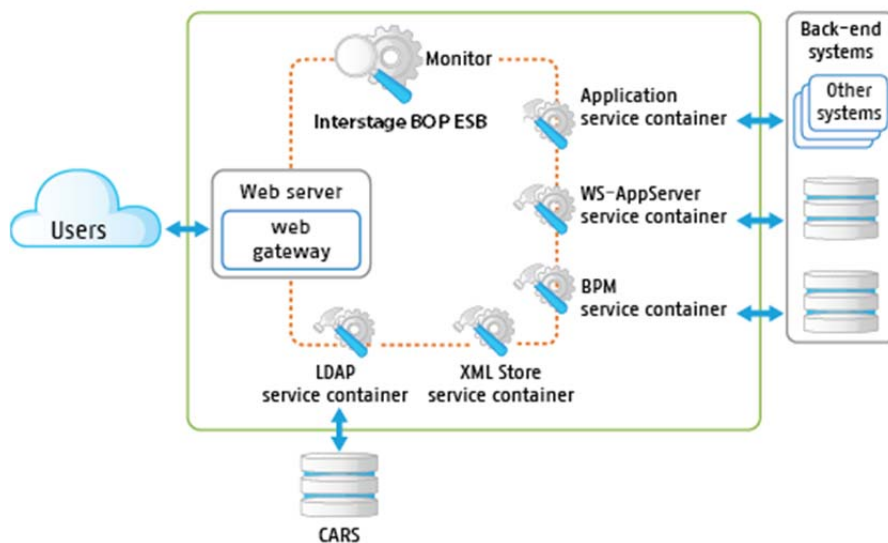 Back-end
systems
Other
systems
Monitor
Interstage BOP ESB
Application
service container
Web server
web
gateway
WS-AppServer
service container
Users
BPM
service container
LDAP
service container
XML Store
service container
CARS